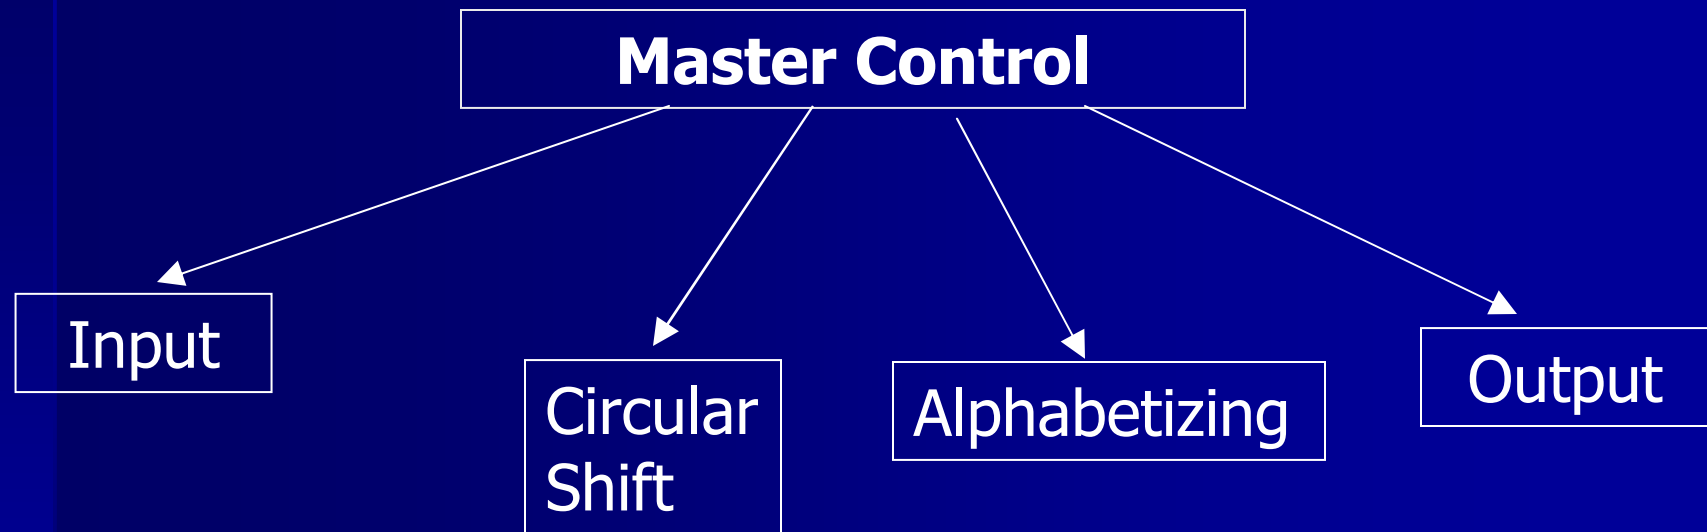 Master Control
Input
Circular
Shift
Alphabetizing
Output